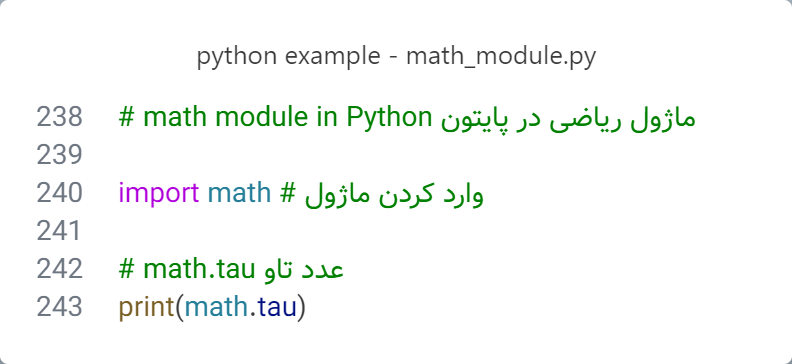 python example - math_module.py
238 # math module in Python ماژول ریاضی در پایتون
239
240 import math # وارد کردن ماژول
241
242 # math.tau عدد تاو
243 print(math.tau)